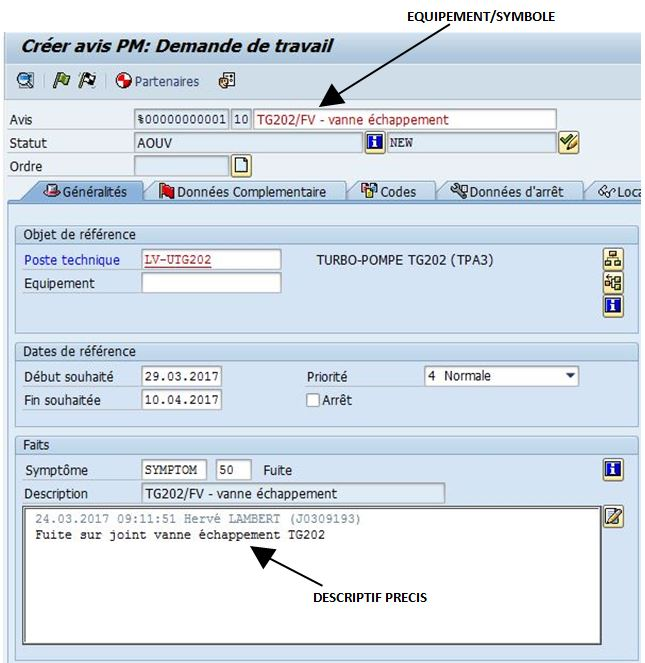 EQUIPEMENT/SYMBOLE
Créer avis PM: Demande de travail
Partenaires
Avis %00000000001 10 TG202/FV - vanne échappement
Statut AOUV NEW
Ordre
Généralités Données Complementaire Codes Données d'arrêt Loca
Objet de référence
Poste technique LV-UTG202 TURBO-POMPE TG202 (TPA3)
Equipement
Dates de référence
Début souhaité 29.03.2017 Priorité 4 Normale
Fin souhaitée 10.04.2017 Arrêt
Faits
Symptôme SYMPTOM 50 Fuite
Description TG202/FV - vanne échappement
24.03.2017 09:11:51 Hervé LAMBERT (J0309193)
Fuite sur joint vanne échappement TG202
DESCRIPTIF PRECIS